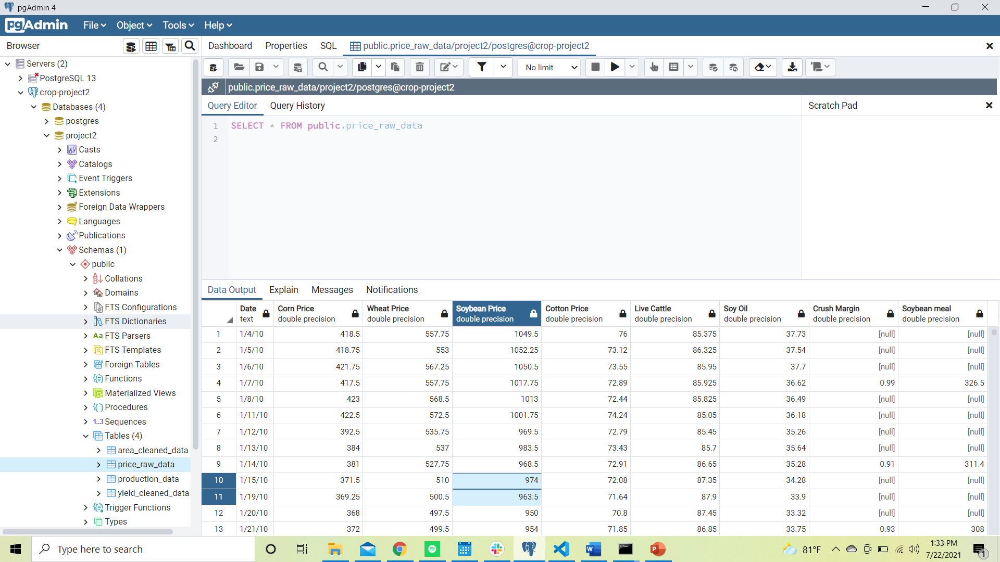 pgAdmin 4
pgAdmin File Object Tools Help
Browser
Dashboard Properties SQL public.price_raw_data/project2/postgres@crop-project2
Servers (2)
PostgreSQL 13
crop-project2
Databases (4)
postgres
project2
Casts
Catalogs
Event Triggers
Extensions
Foreign Data Wrappers
Languages
Publications
Schemas (1)
public
Collations
Domains
FTS Configurations
FTS Dictionaries
FTS Parsers
FTS Templates
Foreign Tables
Functions
Materialized Views
Procedures
1..3 Sequences
Tables (4)
area_cleaned_data
price_raw_data
production_data
yield_cleaned_data
Trigger Functions
Types
No limit
public.price_raw_data/project2/postgres@crop-project2
Query Editor Query History
Scratch Pad
1 SELECT * FROM public.price_raw_data
2
Data Output Explain Messages Notifications
Date Corn Price Wheat Price Soybean Price Cotton Price Live Cattle Soy Oil Crush Margin Soybean meal
text double precision double precision double precision double precision double precision double precision double precision double precision
1 1/4/10 418.5 557.75 1049.5 76 85.375 37.73 [null] [null]
2 1/5/10 418.75 553 1052.25 73.12 86.325 37.54 [null] [null]
3 1/6/10 421.75 567.25 1050.5 73.55 85.95 37.7 [null] [null]
4 1/7/10 417.5 557.75 1017.75 72.89 85.925 36.62 0.99 326.5
5 1/8/10 423 568.5 1013 72.44 85.825 36.49 [null] [null]
6 1/11/10 422.5 572.5 1001.75 74.24 85.05 36.18 [null] [null]
7 1/12/10 392.5 535.75 969.5 72.79 85.45 35.26 [null] [null]
8 1/13/10 384 537 983.5 73.43 85.7 35.64 [null] [null]
9 1/14/10 381 527.75 968.5 72.91 86.65 35.28 0.91 311.4
10 1/15/10 371.5 510 974 72.08 87.35 34.28 [null] [null]
11 1/19/10 369.25 500.5 963.5 71.64 87.9 33.9 [null] [null]
12 1/20/10 368 497.5 950 70.8 87.45 33.32 [null] [null]
13 1/21/10 372 499.5 954 71.85 86.85 33.75 0.93 308
Type here to search
81°F
1:33 PM
7/22/2021
1